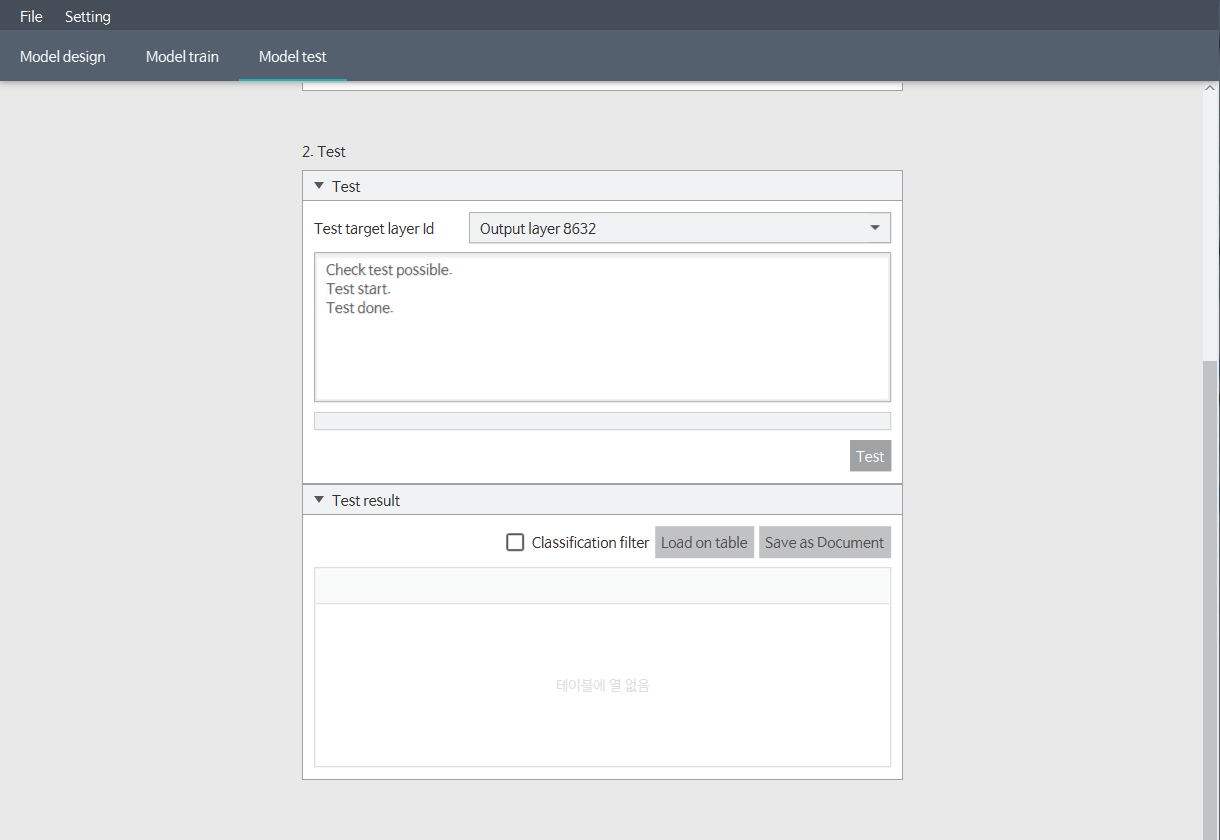 File Setting
Model design Model train Model test
2. Test
Test
Test target layer Id Output layer 8632
Check test possible.
Test start.
Test done.
Test
Test result
Classification filter Load on table Save as Document
테이블에 열 없음